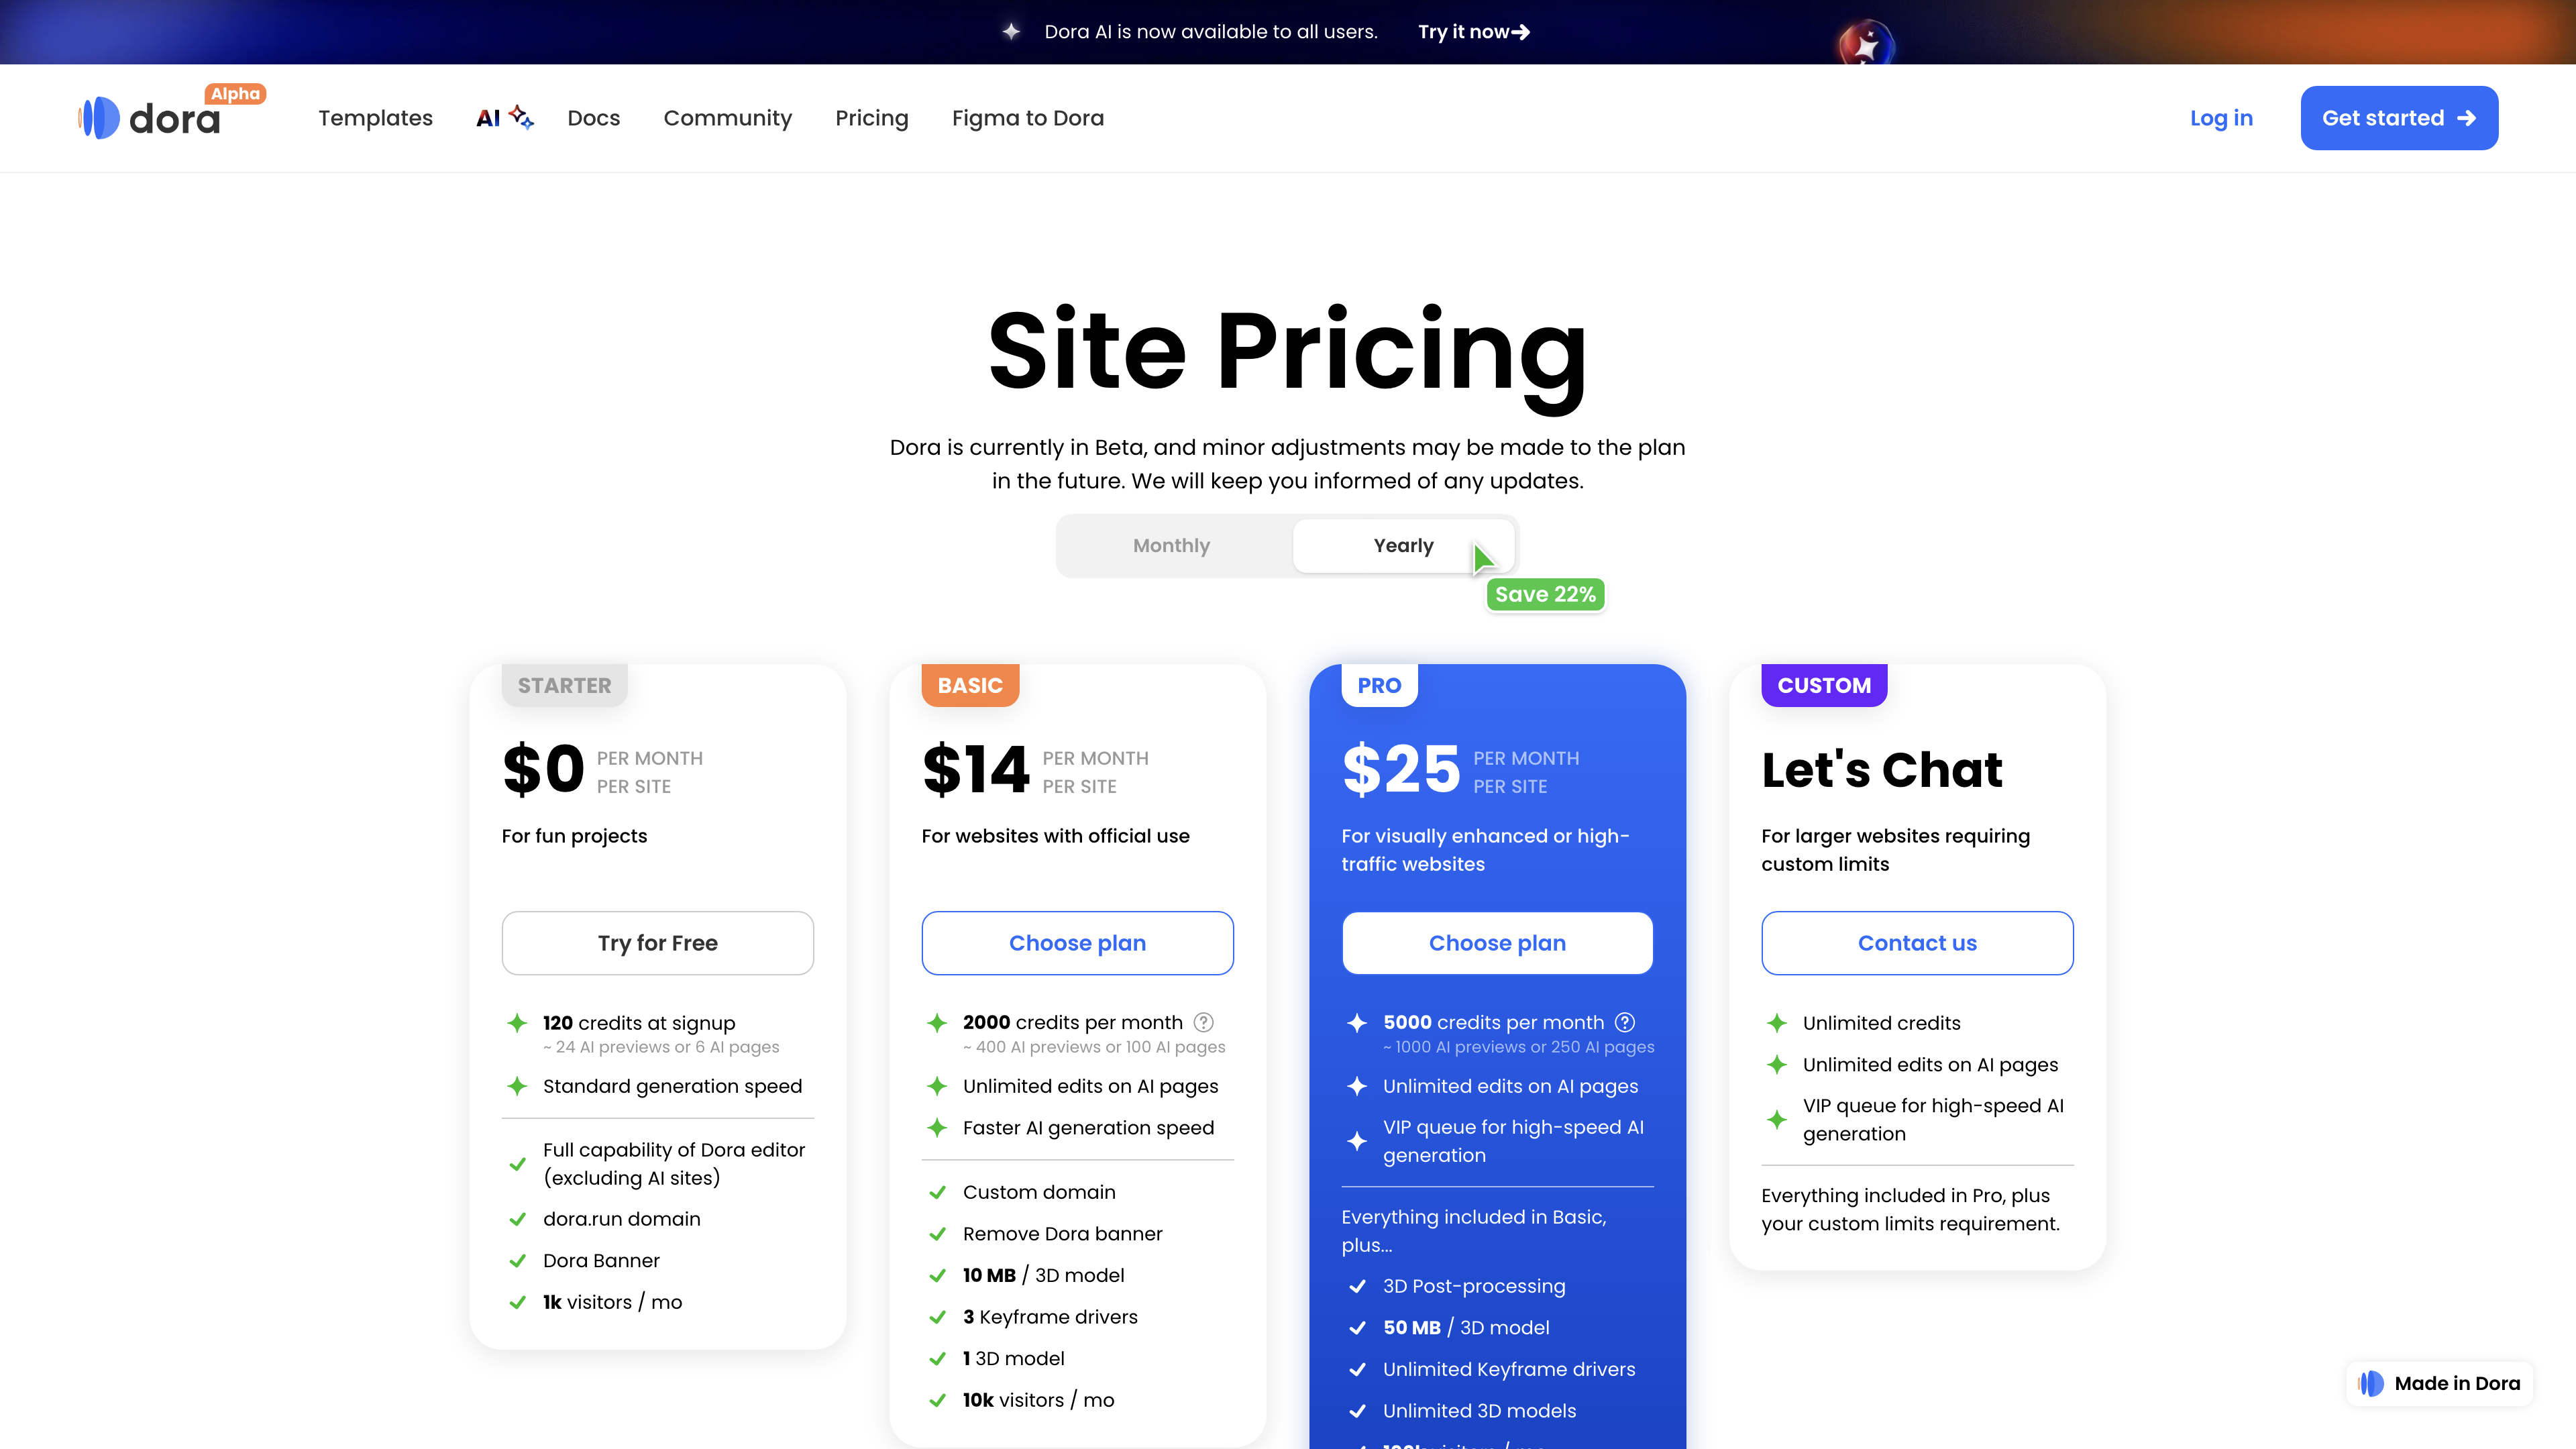 Dora AI is now available to all users. Try it now
dora Alpha
Templates AI Docs Community Pricing Figma to Dora
Log in Get started
Site Pricing
Dora is currently in Beta, and minor adjustments may be made to the plan
in the future. We will keep you informed of any updates.
Monthly Yearly
Save 22%
STARTER
$0 PER MONTH
PER SITE
For fun projects
Try for Free
120 credits at signup
~ 24 AI previews or 6 AI pages
Standard generation speed
Full capability of Dora editor
(excluding AI sites)
dora.run domain
Dora Banner
1k visitors / mo
BASIC
$14 PER MONTH
PER SITE
For websites with official use
Choose plan
2000 credits per month ?
~ 400 AI previews or 100 AI pages
Unlimited edits on AI pages
Faster AI generation speed
Custom domain
Remove Dora banner
10 MB / 3D model
3 Keyframe drivers
1 3D model
10k visitors / mo
PRO
$25 PER MONTH
PER SITE
For visually enhanced or high-
traffic websites
Choose plan
5000 credits per month ?
~ 1000 AI previews or 250 AI pages
Unlimited edits on AI pages
VIP queue for high-speed AI
generation
Everything included in Basic,
plus...
3D Post-processing
50 MB / 3D model
Unlimited Keyframe drivers
Unlimited 3D models
CUSTOM
Let's Chat
For larger websites requiring
custom limits
Contact us
Unlimited credits
Unlimited edits on AI pages
VIP queue for high-speed AI
generation
Everything included in Pro, plus
your custom limits requirement.
Made in Dora